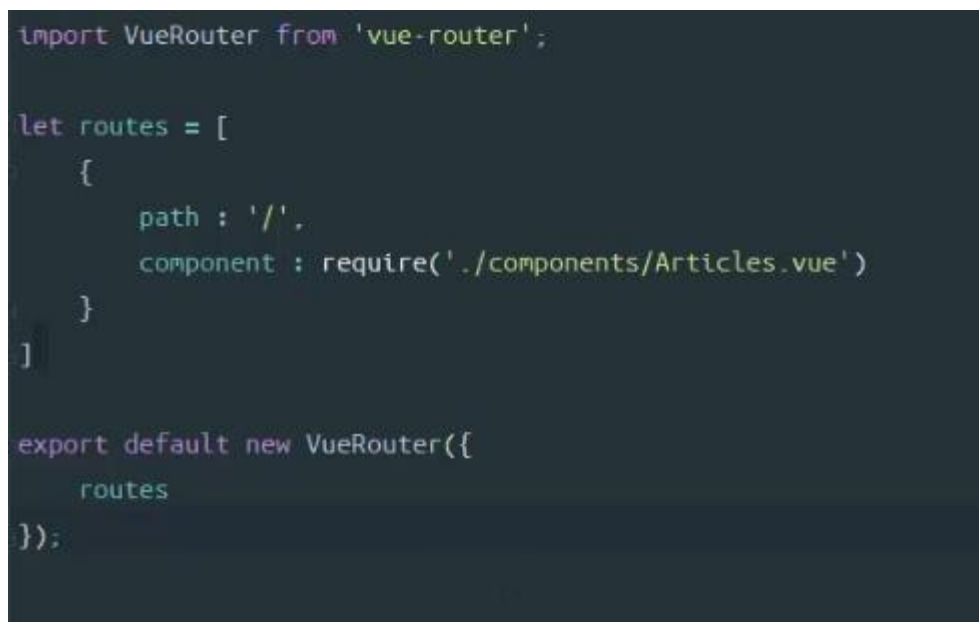 import VueRouter from 'vue-router';
let routes = [
{
path : '/',
component : require('./components/Articles.vue')
}
]
export default new VueRouter({
routes
});